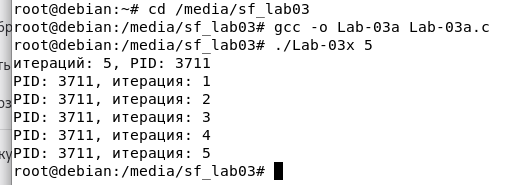 root@debian:~# cd /media/sf_lab03
root@debian:/media/sf_lab03# gcc -o Lab-03a Lab-03a.c
root@debian:/media/sf_lab03# ./Lab-03x 5
итераций: 5, PID: 3711
PID: 3711, итерация: 1
PID: 3711, итерация: 2
PID: 3711, итерация: 3
PID: 3711, итерация: 4
PID: 3711, итерация: 5
root@debian:/media/sf_lab03#